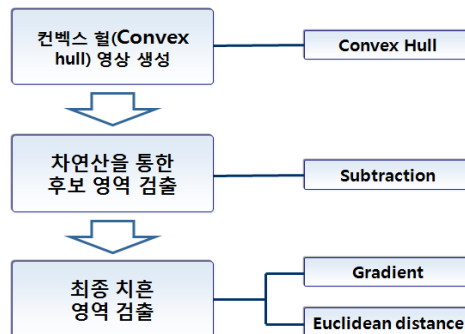 컨벡스 헐(Convex
hull) 영상 생성
Convex Hull
차연산을 통한
후보 영역 검출
Subtraction
최종 치흔
영역 검출
Gradient
Euclidean distance